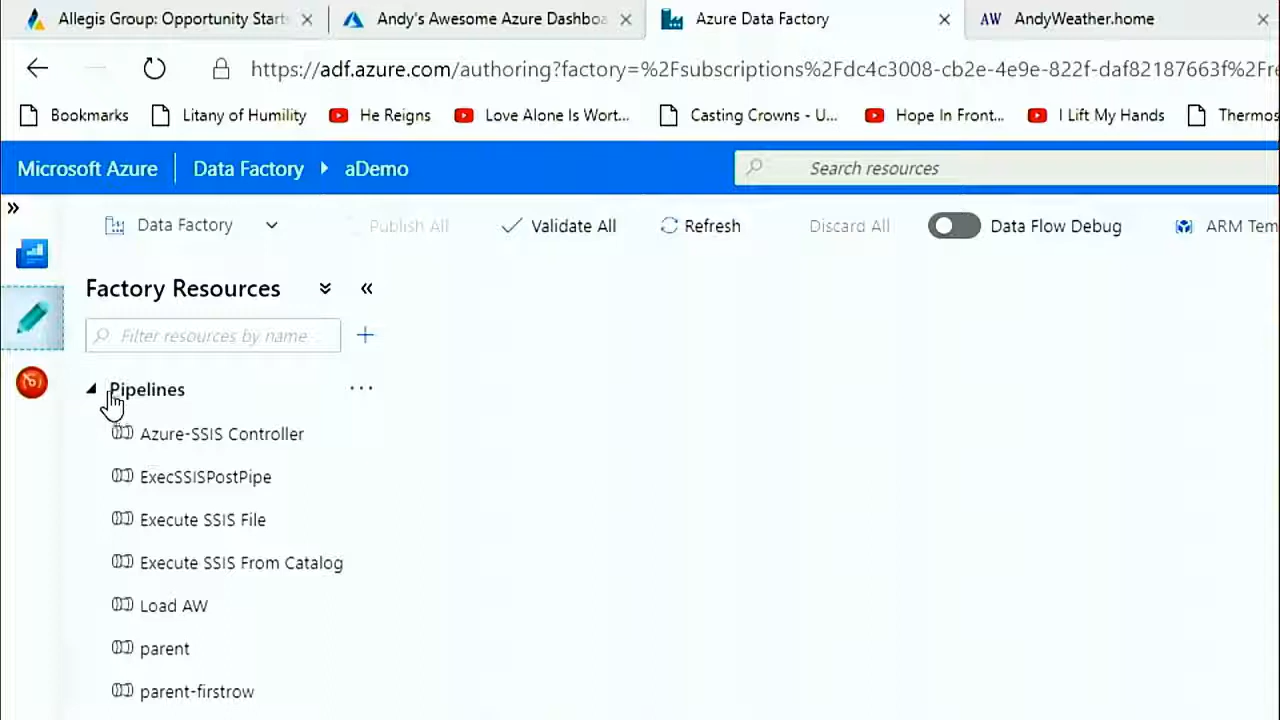 Allegis Group: Opportunity Starts
Andy's Awesome Azure Dashboa
Azure Data Factory
AndyWeather.home
https://adf.azure.com/authoring?factory=%2Fsubscriptions%2Fdc4c3008-cb2e-4e9e-822f-daf82187663f%2Fre
Bookmarks
Litany of Humility
He Reigns
Love Alone Is Wort...
Casting Crowns - U...
Hope In Front...
I Lift My Hands
Thermos
Microsoft Azure
Data Factory
aDemo
Search resources
»
Data Factory
Publish All
Validate All
Refresh
Discard All
Data Flow Debug
ARM Tem
Factory Resources
«
Filter resources by name
+
Pipelines
...
Azure-SSIS Controller
ExecSSISPostPipe
Execute SSIS File
Execute SSIS From Catalog
Load AW
parent
parent-firstrow